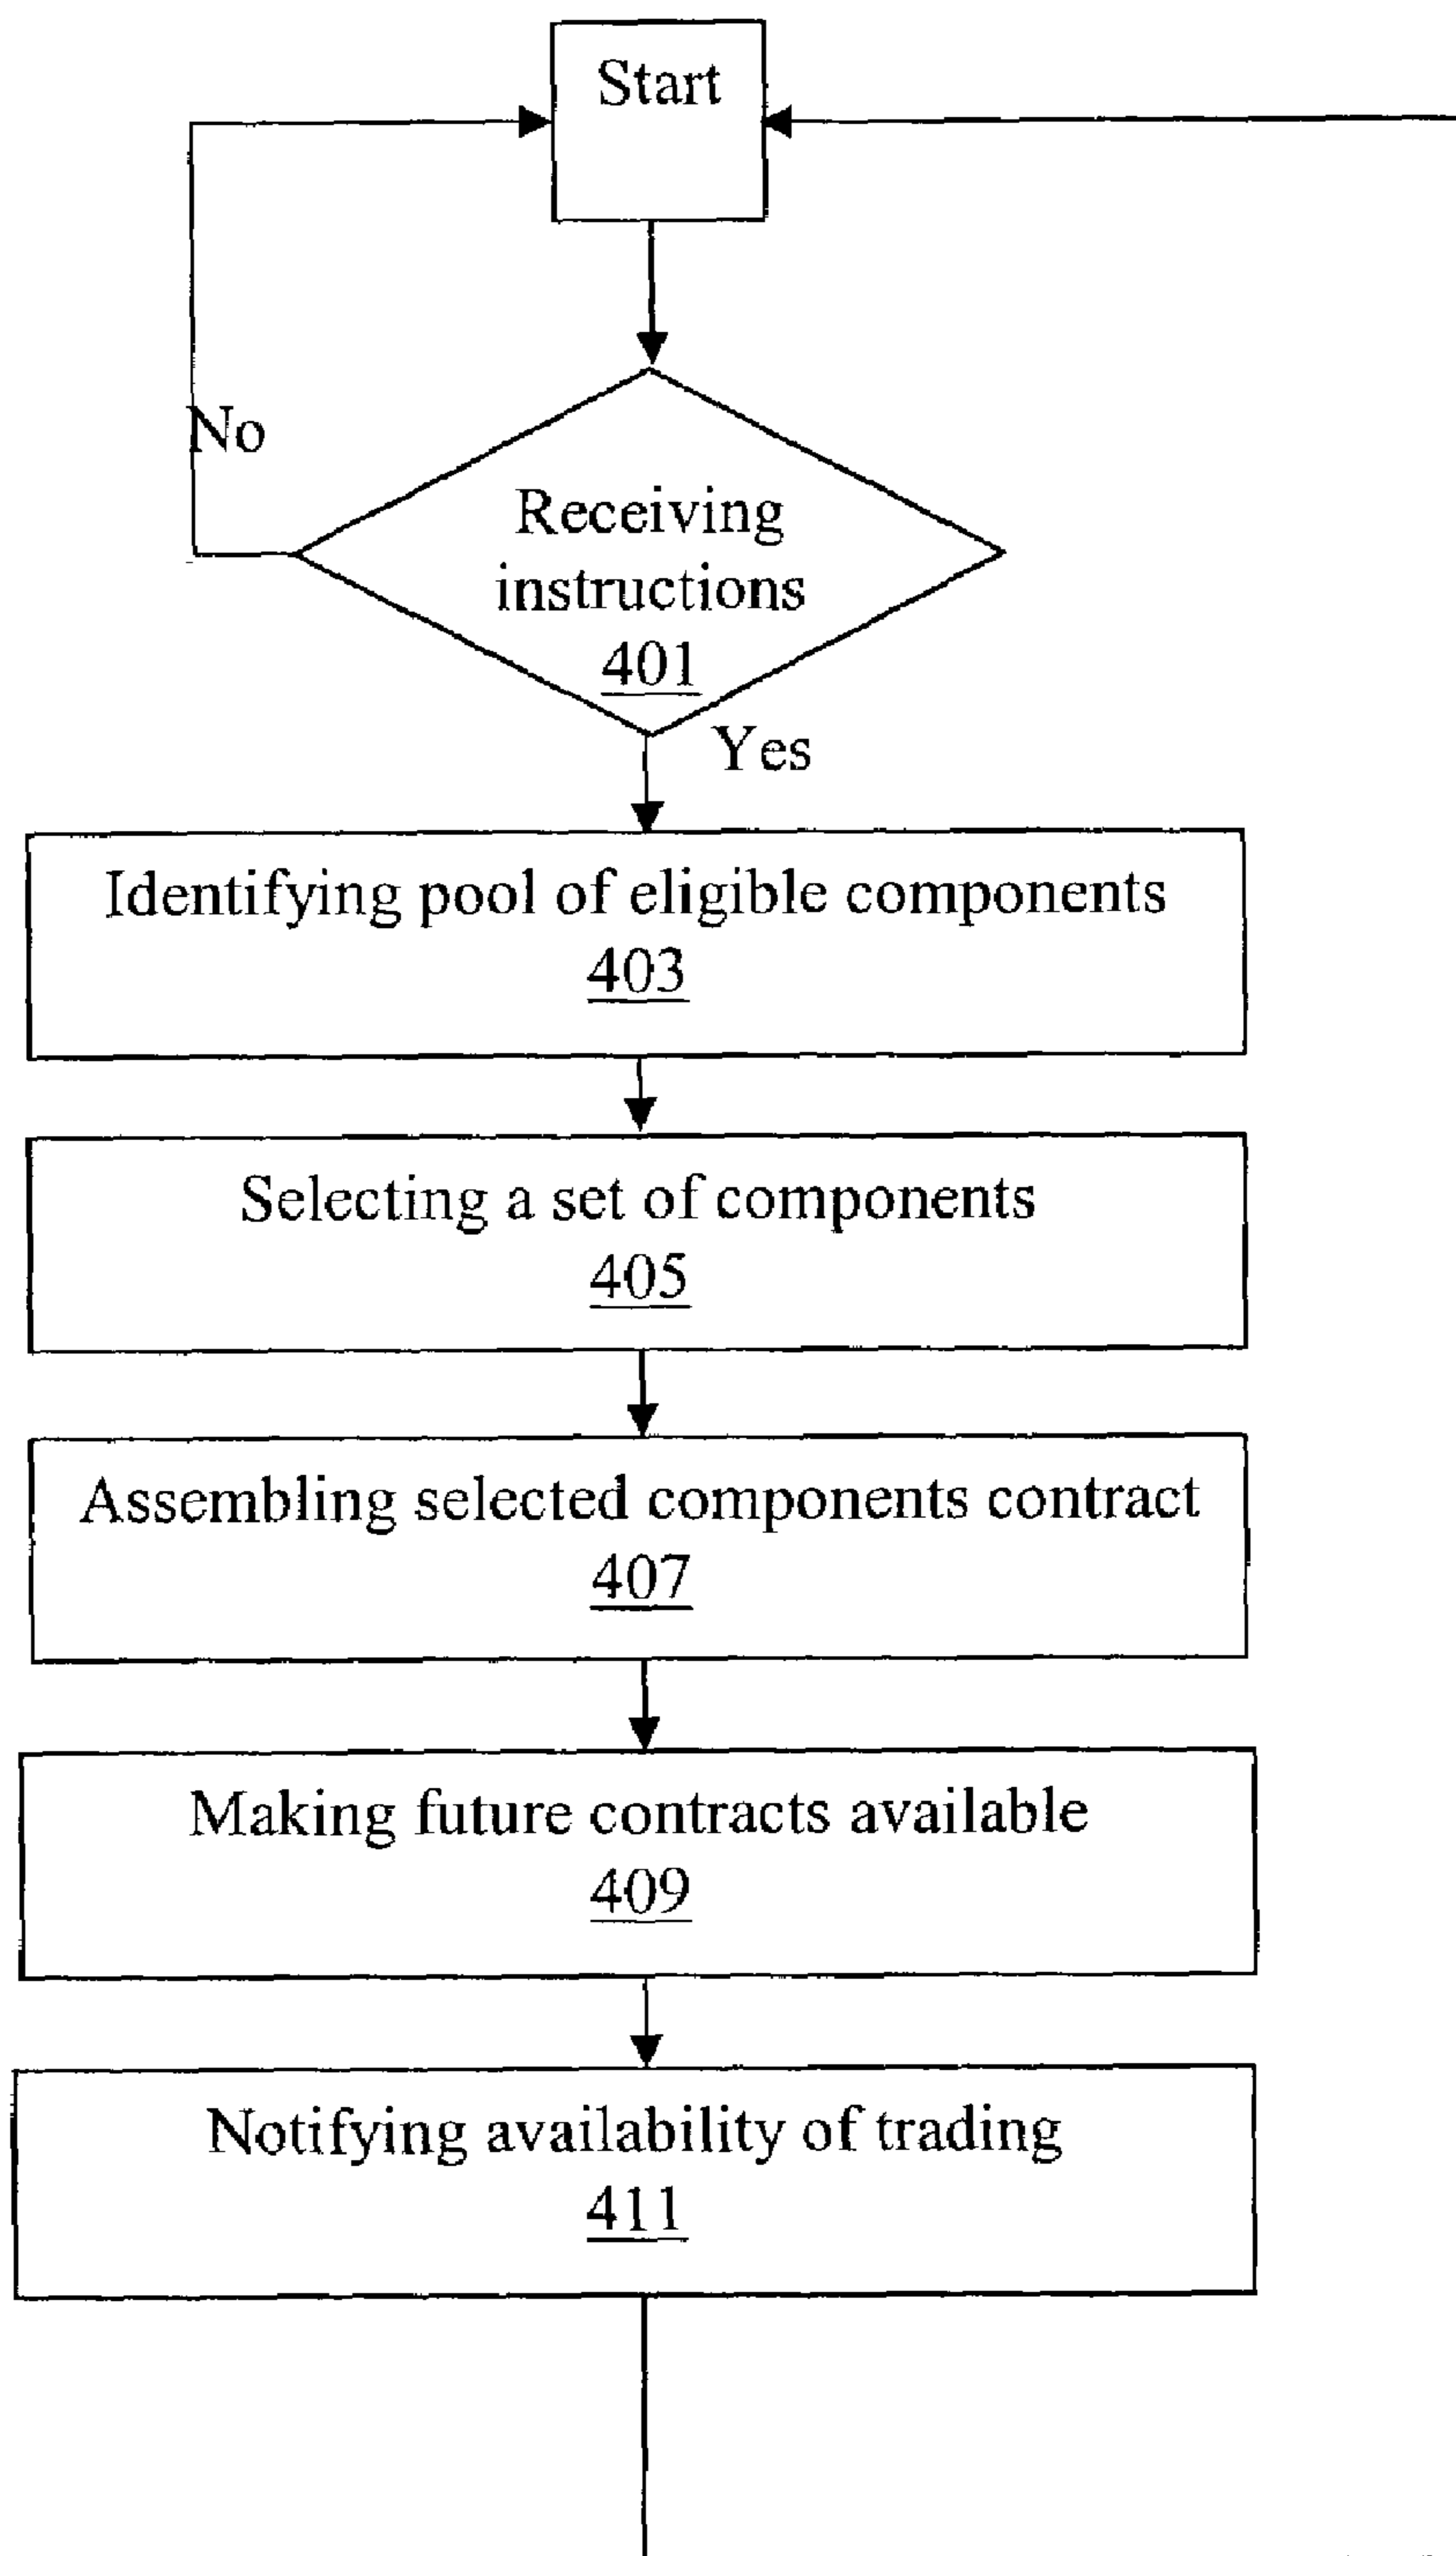 Start
No
Receiving
instructions
401
Yes
Identifying pool of eligible components
403
Selecting a set of components
405
Assembling selected components contract
407
Making future contracts available
409
Notifying availability of trading
411